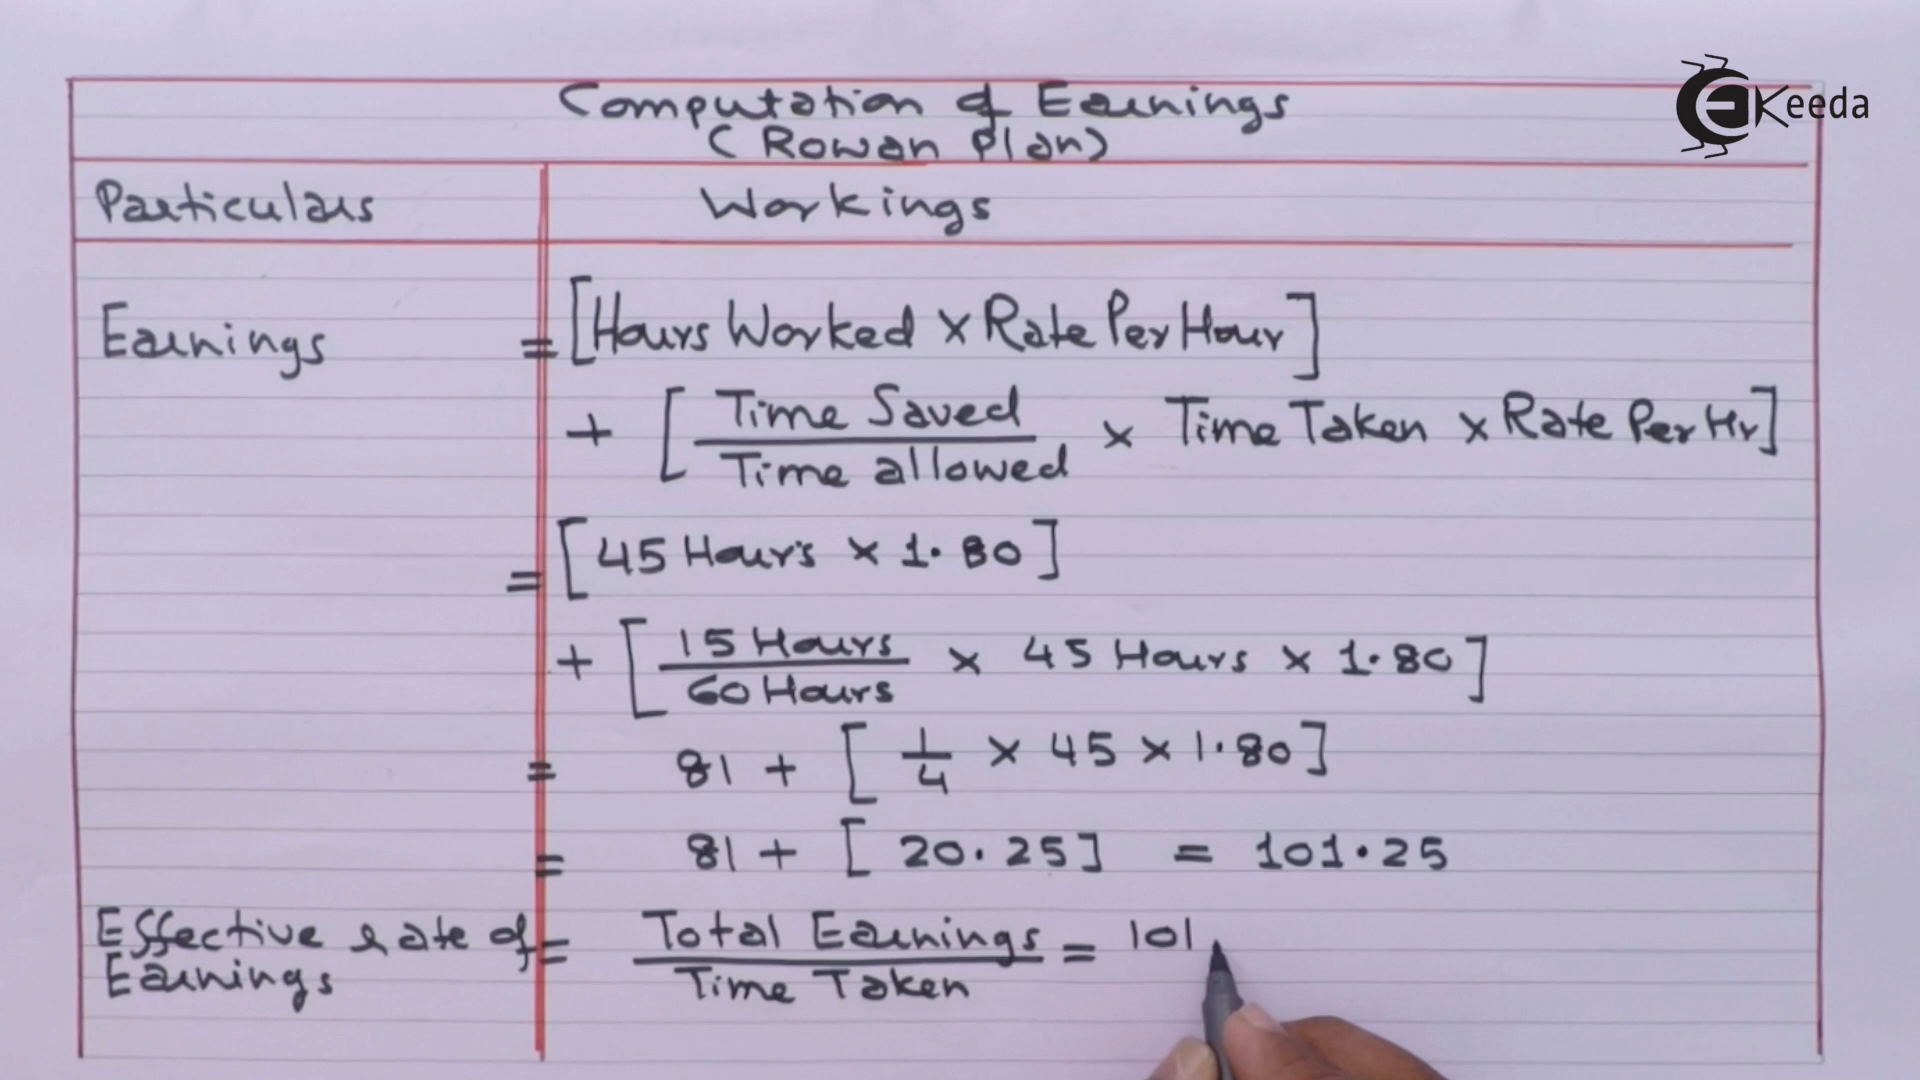 Computation of Earnings
(Rowan Plan)
EKeeda
Particulars Workings
Earnings = [Hours Worked × Rate Per Hour]
+ [Time Saved / Time allowed × Time Taken × Rate Per Hr]
= [45 Hours × 1.80]
+ [15 Hours / 60 Hours × 45 Hours × 1.80]
= 81 + [1/4 × 45 × 1.80]
= 81 + [20.25] = 101.25
Effective rate of Earnings = Total Earnings / Time Taken = 101.